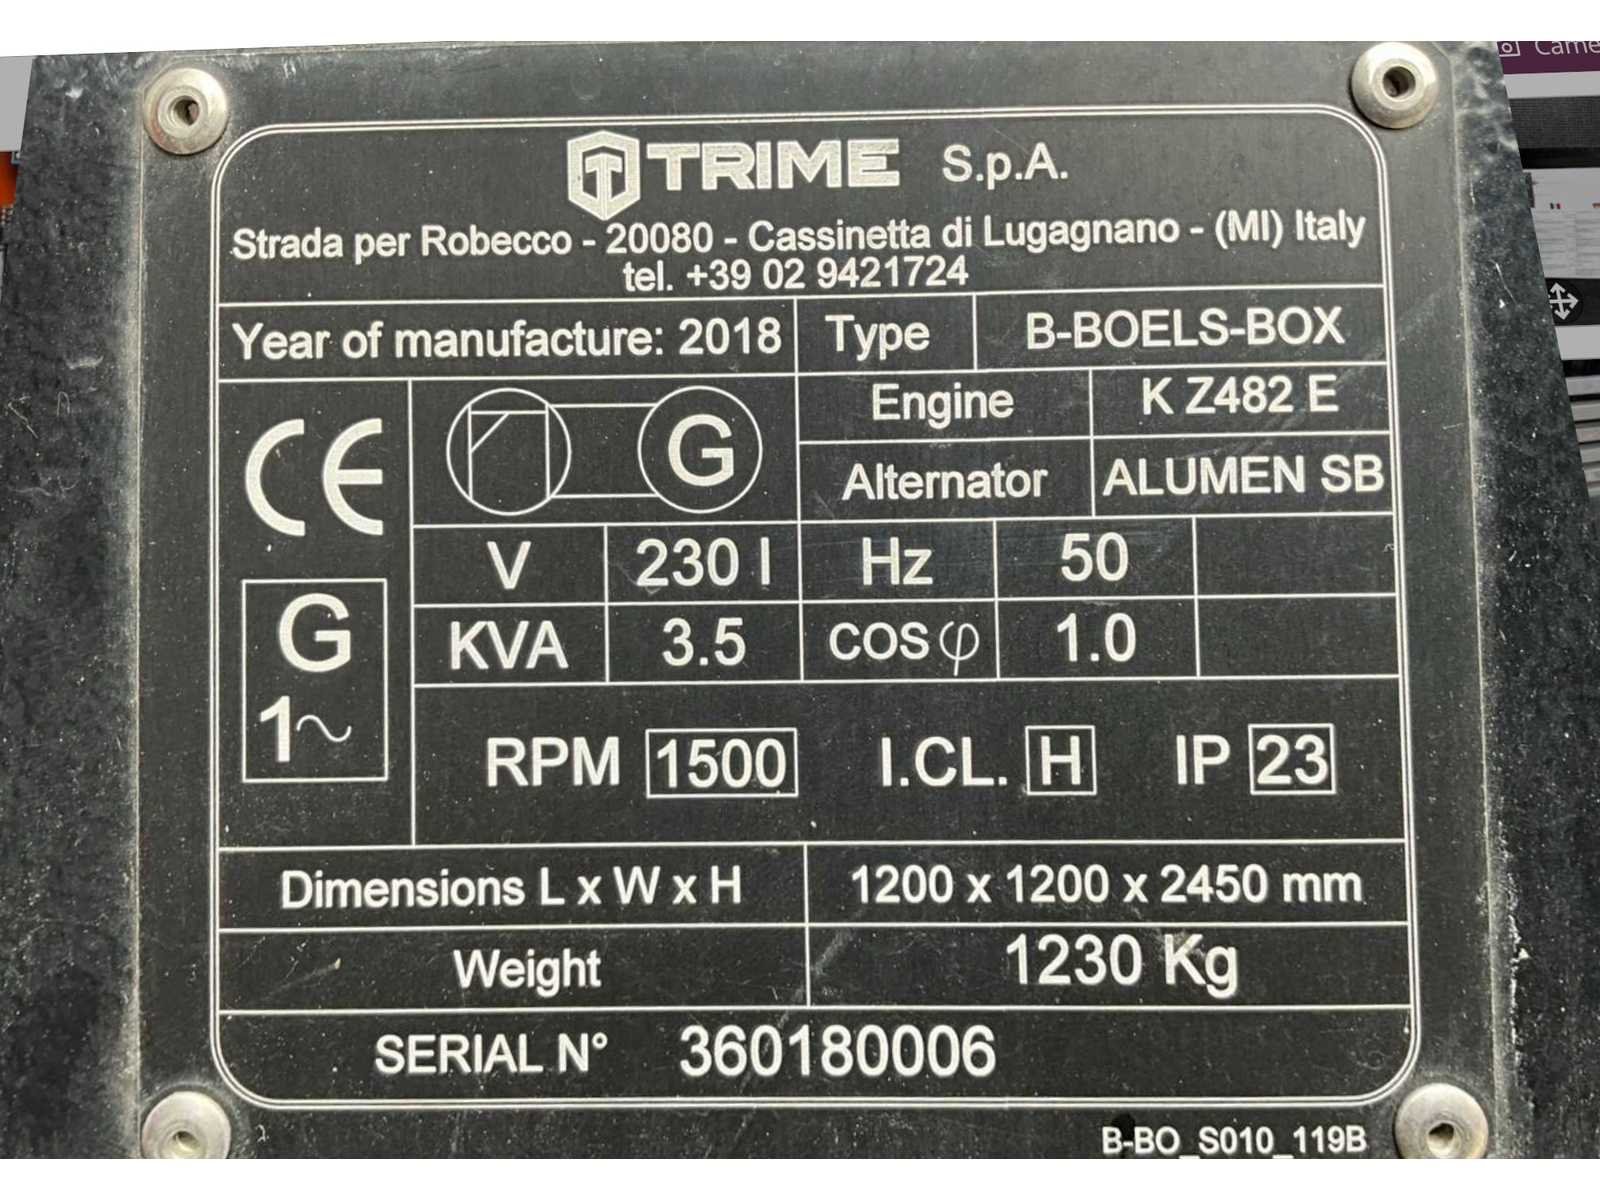 TRIME S.p.A.
Strada per Robecco - 20080 - Cassinetta di Lugagnano - (MI) Italy
tel. +39 02 9421724
Year of manufacture: 2018 Type B-BOELS-BOX
CE G Engine K Z482 E
Alternator ALUMEN SB
V 230 I Hz 50
KVA 3.5 COS φ 1.0
G
1~
RPM 1500 I.CL. H IP 23
Dimensions L x W x H 1200 x 1200 x 2450 mm
Weight 1230 Kg
SERIAL N° 360180006
B-BO_S010_119B